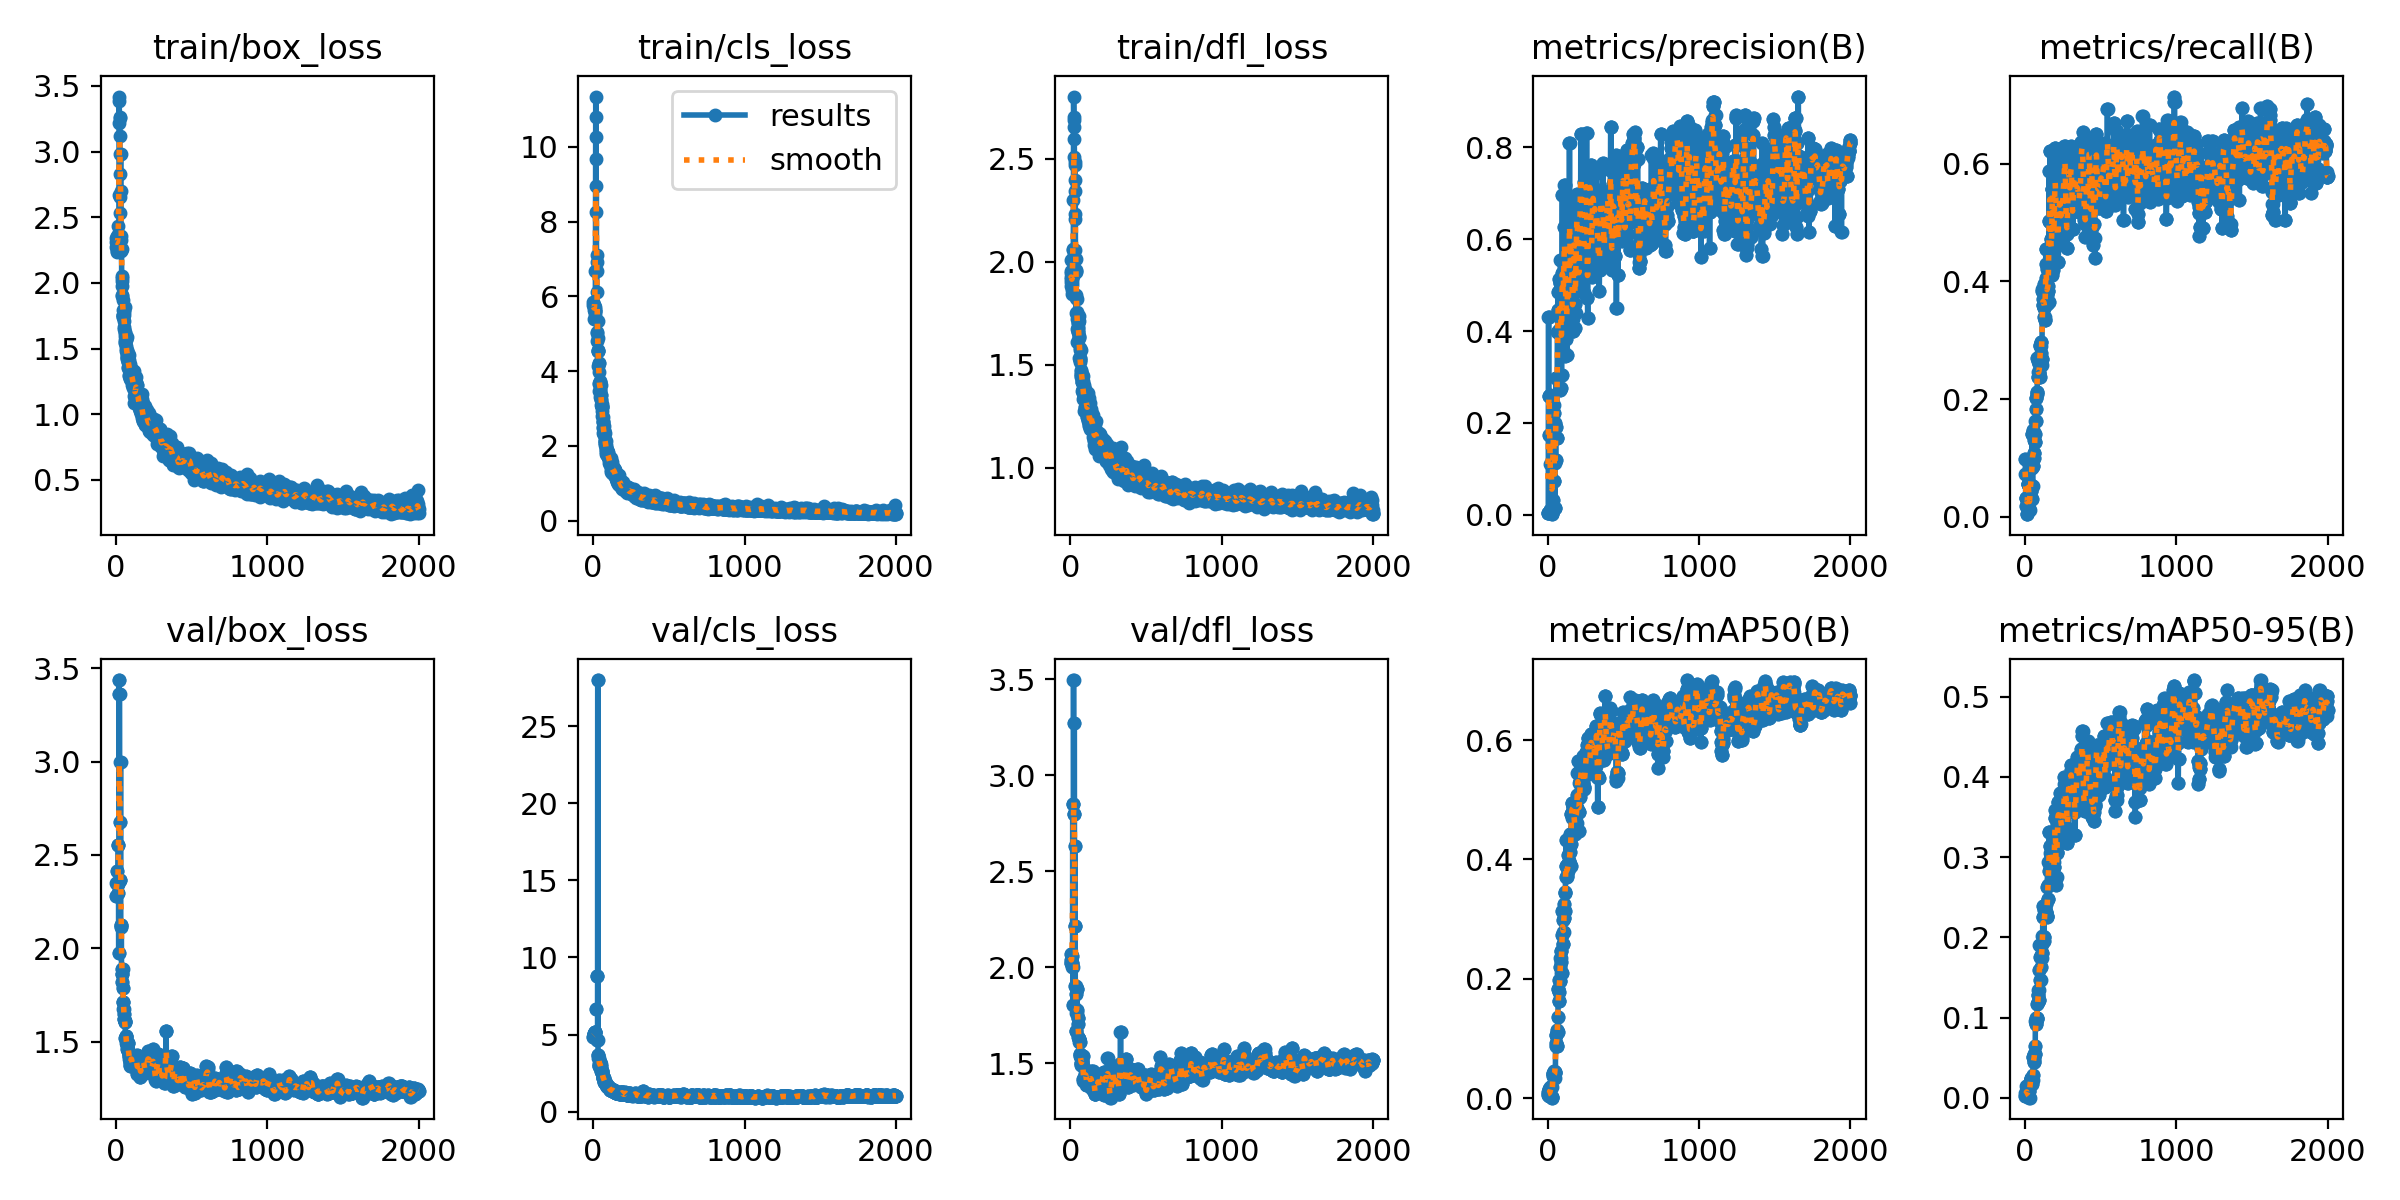 train/box_loss
3.5
3.0
2.5
2.0
1.5
1.0
0.5
0 1000 2000
train/cls_loss
results
smooth
10
8
6
4
2
0
0 1000 2000
train/dfl_loss
2.5
2.0
1.5
1.0
0 1000 2000
metrics/precision(B)
0.8
0.6
0.4
0.2
0.0
0 1000 2000
metrics/recall(B)
0.6
0.4
0.2
0.0
0 1000 2000
val/box_loss
3.5
3.0
2.5
2.0
1.5
0 1000 2000
val/cls_loss
25
20
15
10
5
0
0 1000 2000
val/dfl_loss
3.5
3.0
2.5
2.0
1.5
0 1000 2000
metrics/mAP50(B)
0.6
0.4
0.2
0.0
0 1000 2000
metrics/mAP50-95(B)
0.5
0.4
0.3
0.2
0.1
0.0
0 1000 2000